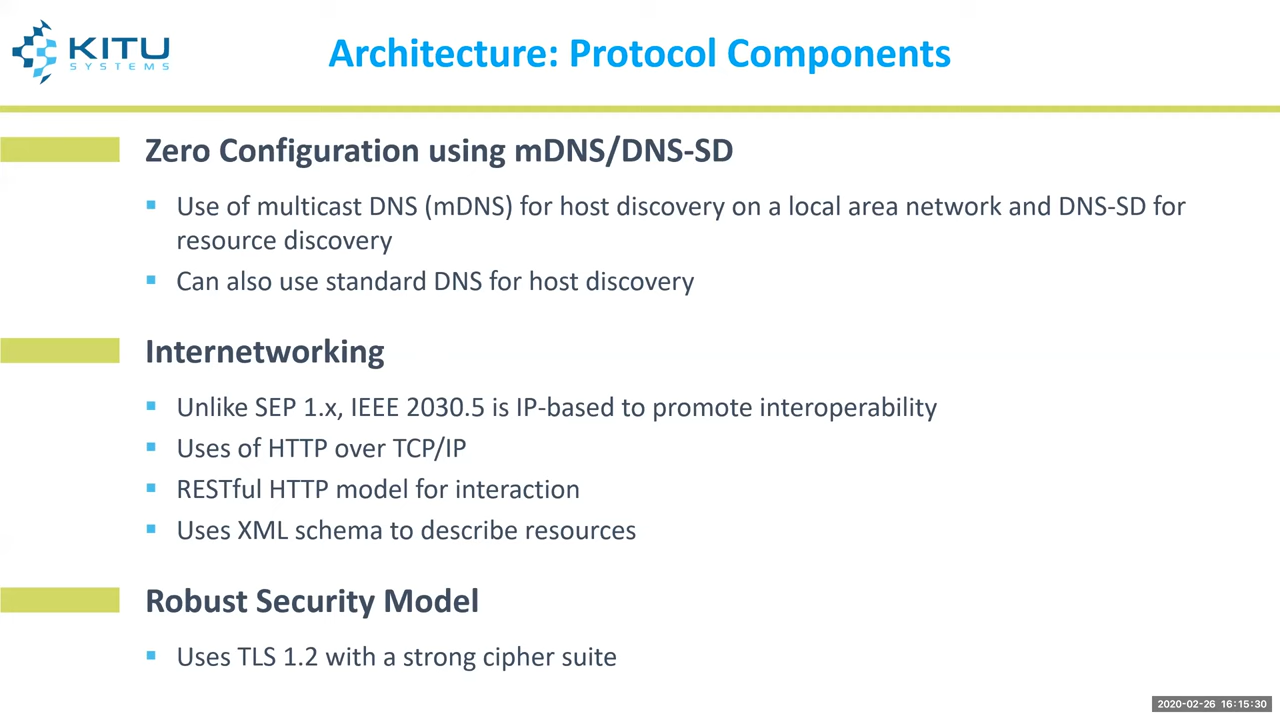 KITU
SYSTEMS
Architecture: Protocol Components
Zero Configuration using mDNS/DNS-SD
Use of multicast DNS (mDNS) for host discovery on a local area network and DNS-SD for
resource discovery
Can also use standard DNS for host discovery
Internetworking
Unlike SEP 1.x, IEEE 2030.5 is IP-based to promote interoperability
Uses of HTTP over TCP/IP
RESTful HTTP model for interaction
Uses XML schema to describe resources
Robust Security Model
Uses TLS 1.2 with a strong cipher suite
2020-02-26 16:15:30